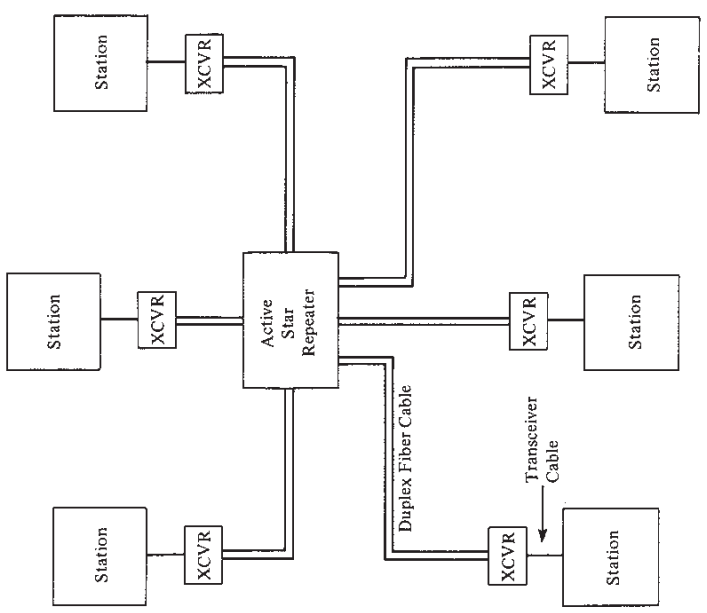 Station
XCVR
XCVR
Station
Station
XCVR
Active
Star
Repeater
XCVR
Station
Station
XCVR
Duplex Fiber Cable
Transceiver
Cable
XCVR
Station